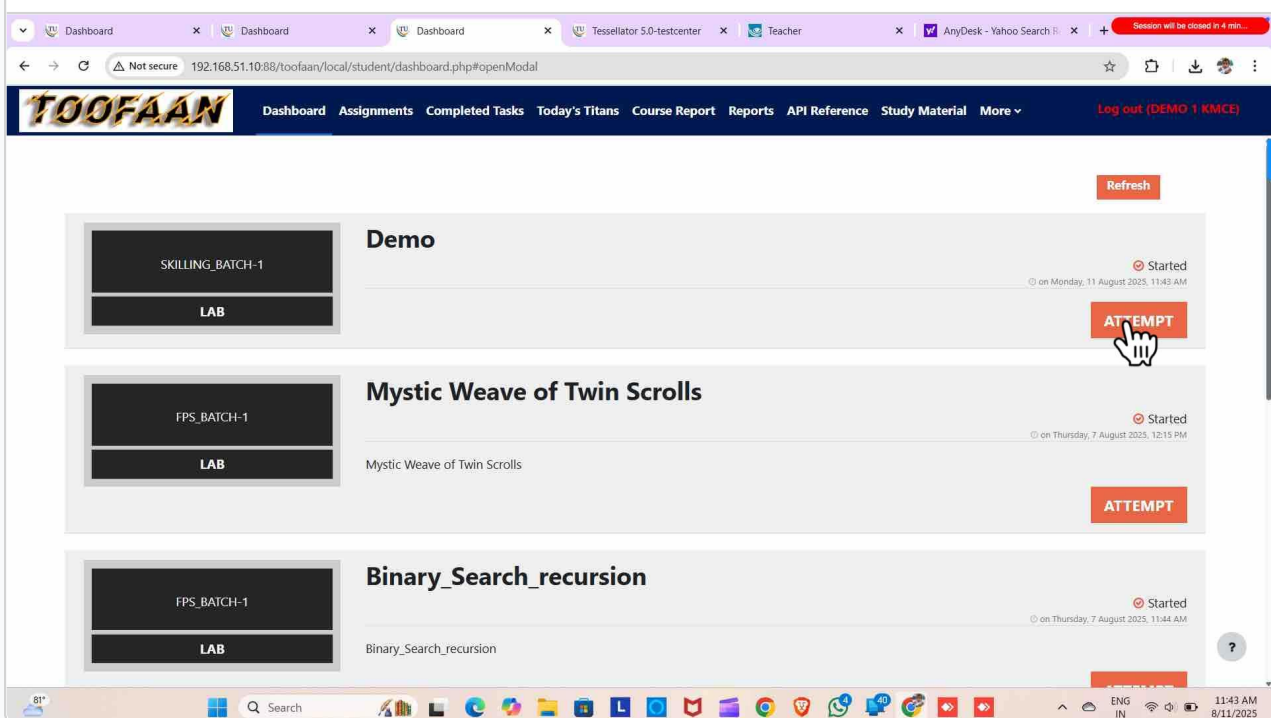 Dashboard
Dashboard
Dashboard
Tessellator 5.0-testcenter
Teacher
AnyDesk - Yahoo Search R
Session will be closed in 4 min...
Not secure 192.168.51.10:88/toofaan/local/student/dashboard.php#openModal
TOOFAAN
Dashboard Assignments Completed Tasks Today's Titans Course Report Reports API Reference Study Material More
Log out (DEMO 1 KMCE)
Refresh
SKILLING_BATCH-1
LAB
Demo
Started
on Monday, 11 August 2025, 11:43 AM
ATTEMPT
FPS_BATCH-1
LAB
Mystic Weave of Twin Scrolls
Started
on Thursday, 7 August 2025, 12:15 PM
Mystic Weave of Twin Scrolls
ATTEMPT
FPS_BATCH-1
LAB
Binary_Search_recursion
Started
on Thursday, 7 August 2025, 11:44 AM
Binary_Search_recursion
?
81°
Search
L
40
ENG
IN
11:43 AM
8/11/2025